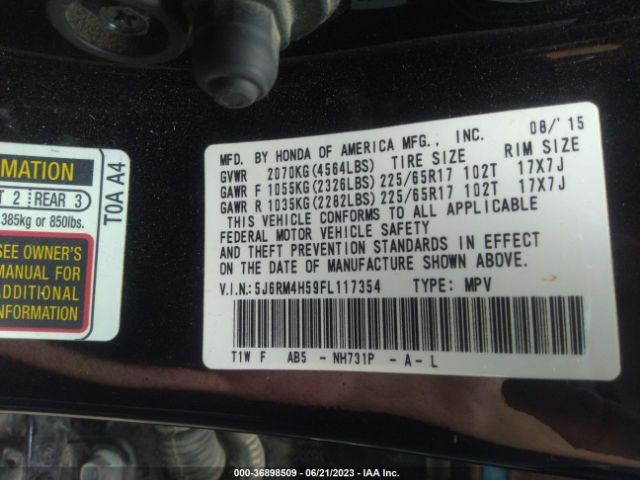 MFD. BY HONDA OF AMERICA MFG., INC. 08/'15
GVWR 2070KG(4564LBS) TIRE SIZE RIM SIZE
GAWR F 1055KG(2326LBS) 225/65R17 102T 17X7J
GAWR R 1035KG(2282LBS) 225/65R17 102T 17X7J
THIS VEHICLE CONFORMS TO ALL APPLICABLE
FEDERAL MOTOR VEHICLE SAFETY
AND THEFT PREVENTION STANDARDS IN EFFECT
ON THE DATE OF MANUFACTURE SHOWN ABOVE.
V.I.N.:5J6RM4H59FL117354 TYPE: MPV
T1W F AB5 - NH731P - A - L
MATION
2 REAR 3
385kg or 850lbs.
SEE OWNER'S
MANUAL FOR
ADDITIONAL
INFORMATION
T0A A4
000-36898509 - 06/21/2023 - IAA Inc.